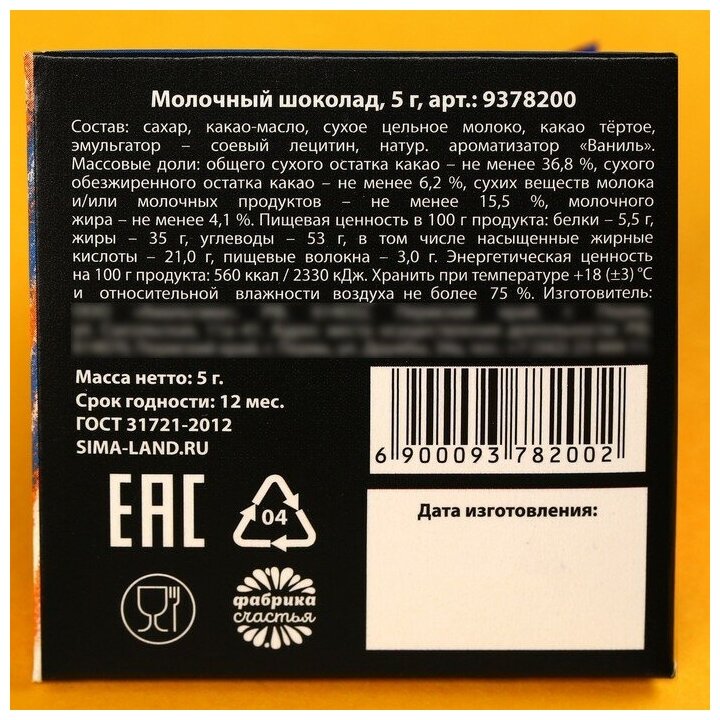 Молочный шоколад, 5 г, арт.: 9378200
Состав: сахар, какао-масло, сухое цельное молоко, какао тёртое,
эмульгатор – соевый лецитин, натур. ароматизатор «Ваниль».
Массовые доли: общего сухого остатка какао – не менее 36,8 %, сухого
обезжиренного остатка какао – не менее 6,2 %, сухих веществ молока
и/или молочных продуктов – не менее 15,5 %, молочного
жира – не менее 4,1 %. Пищевая ценность в 100 г продукта: белки – 5,5 г,
жиры – 35 г, углеводы – 53 г, в том числе насыщенные жирные
кислоты – 21,0 г, пищевые волокна – 3,0 г. Энергетическая ценность
на 100 г продукта: 560 ккал / 2330 кДж. Хранить при температуре +18 (±3) °С
и относительной влажности воздуха не более 75 %. Изготовитель:
Масса нетто: 5 г.
Срок годности: 12 мес.
ГОСТ 31721-2012
SIMA-LAND.RU
6 900093 782002
EAC
04
Дата изготовления:
фабрика
счастья